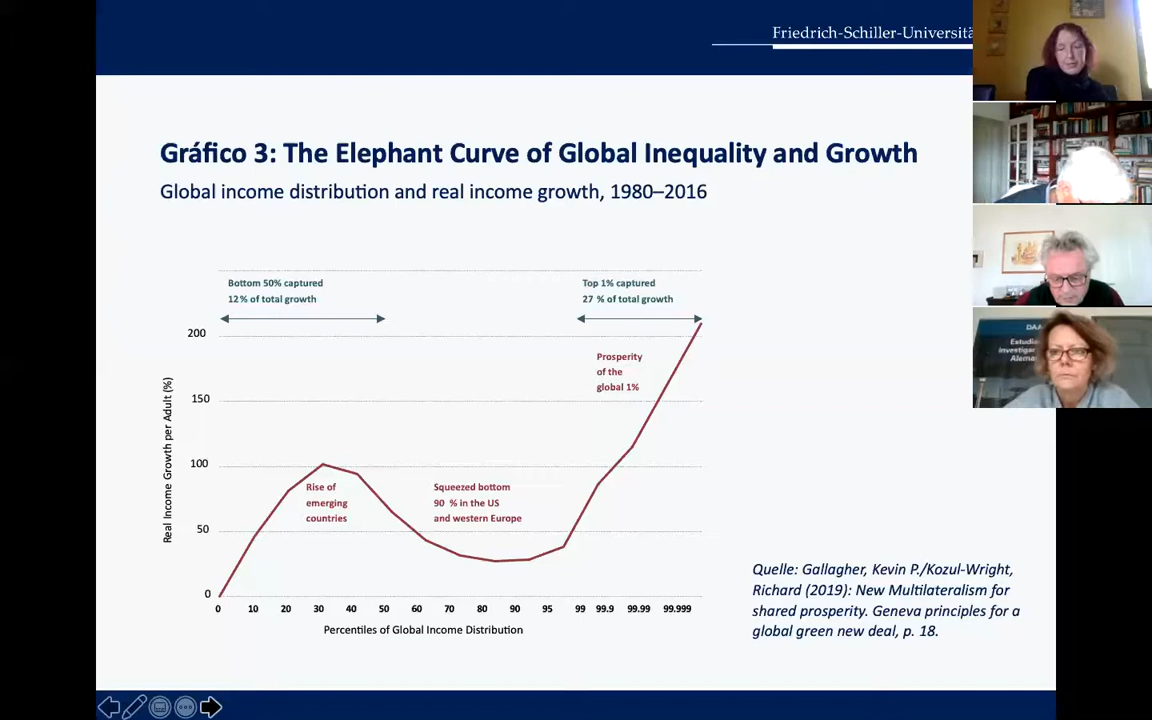 Friedrich-Schiller-Universitä
Gráfico 3: The Elephant Curve of Global Inequality and Growth
Global income distribution and real income growth, 1980–2016
Bottom 50% captured
12% of total growth
Top 1% captured
27 % of total growth
200
150
100
50
0
Real Income Growth per Adult (%)
Prosperity
of the
global 1%
Rise of
emerging
countries
Squeezed bottom
90 % in the US
and western Europe
0 10 20 30 40 50 60 70 80 90 95 99 99.9 99.99 99.999
Percentiles of Global Income Distribution
Quelle: Gallagher, Kevin P./Kozul-Wright,
Richard (2019): New Multilateralism for
shared prosperity. Geneva principles for a
global green new deal, p. 18.
DAA
Estudia
investigar
Alema